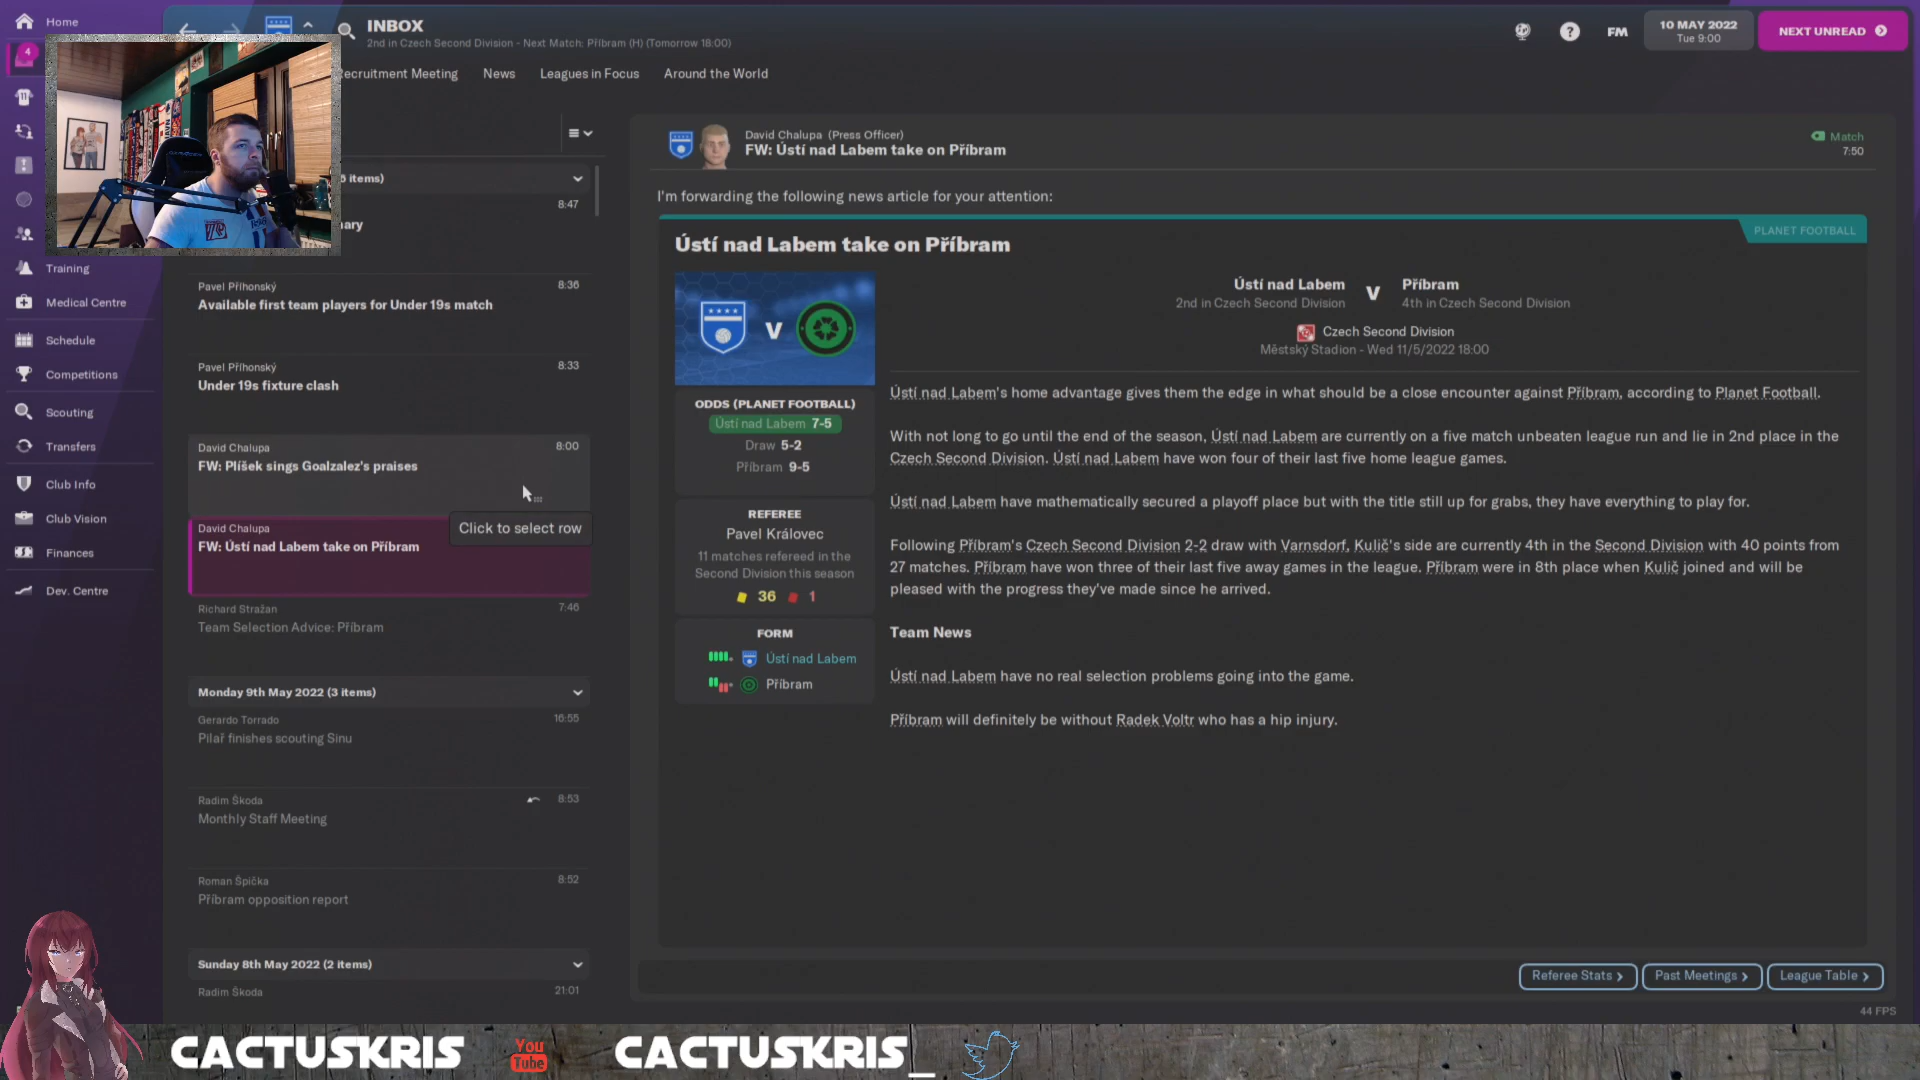 Home
INBOX
2nd in Czech Second Division - Next Match: Příbram (H) (Tomorrow 18:00)
FM
10 MAY 2022
Tue 9:00
NEXT UNREAD
4
Recruitment Meeting
News
Leagues in Focus
Around the World
Training
Medical Centre
Schedule
Competitions
Scouting
Transfers
Club Info
Club Vision
Finances
Dev. Centre
items)
8:47
Pavel Příhonský
8:36
Available first team players for Under 19s match
Pavel Příhonský
8:33
Under 19s fixture clash
David Chalupa
8:00
FW: Plíšek sings Goalzalez's praises
David Chalupa
FW: Ústí nad Labem take on Příbram
Click to select row
Richard Stražan
7:46
Team Selection Advice: Příbram
Monday 9th May 2022 (3 items)
Gerardo Torrado
16:55
Pilař finishes scouting Sinu
Radim Škoda
8:53
Monthly Staff Meeting
Roman Špička
8:52
Příbram opposition report
Sunday 8th May 2022 (2 items)
Radim Škoda
21:01
David Chalupa (Press Officer)
FW: Ústí nad Labem take on Příbram
Match
7:50
I'm forwarding the following news article for your attention:
Ústí nad Labem take on Příbram
PLANET FOOTBALL
V
ODDS (PLANET FOOTBALL)
Ústí nad Labem 7-5
Draw 5-2
Příbram 9-5
REFEREE
Pavel Královec
11 matches refereed in the
Second Division this season
36 1
FORM
Ústí nad Labem
Příbram
Ústí nad Labem V Příbram
2nd in Czech Second Division 4th in Czech Second Division
Czech Second Division
Městský Stadion - Wed 11/5/2022 18:00
Ústí nad Labem's home advantage gives them the edge in what should be a close encounter against Příbram, according to Planet Football.
With not long to go until the end of the season, Ústí nad Labem are currently on a five match unbeaten league run and lie in 2nd place in the
Czech Second Division. Ústí nad Labem have won four of their last five home league games.
Ústí nad Labem have mathematically secured a playoff place but with the title still up for grabs, they have everything to play for.
Following Příbram's Czech Second Division 2-2 draw with Varnsdorf, Kulič's side are currently 4th in the Second Division with 40 points from
27 matches. Příbram have won three of their last five away games in the league. Příbram were in 8th place when Kulič joined and will be
pleased with the progress they've made since he arrived.
Team News
Ústí nad Labem have no real selection problems going into the game.
Příbram will definitely be without Radek Voltr who has a hip injury.
Referee Stats
Past Meetings
League Table
44 FPS
CACTUSKRIS
You
Tube
CACTUSKRIS_